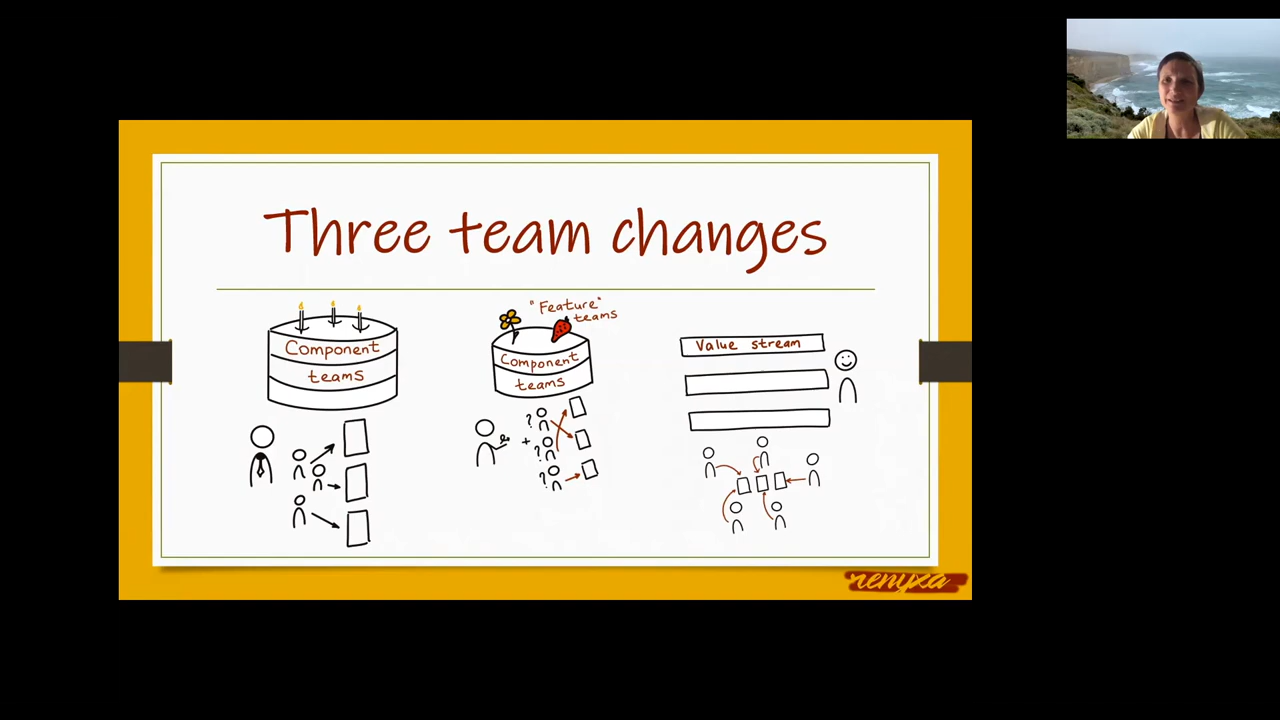 Three team changes
Component
teams
"Feature"
teams
Component
teams
? + ? ?
Value stream
nenyxa